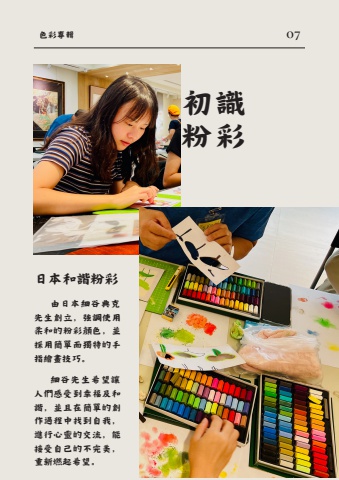 色彩專輯
07
初識
粉彩
日本和諧粉彩
由日本細谷典克
先生創立，強調使用
柔和的粉彩顏色，並
採用簡單而獨特的手
指繪畫技巧。
細谷先生希望讓
人們感受到幸福及和
諧，並且在簡單的創
作過程中找到自我，
進行心靈的交流，能
接受自己的不完美，
重新燃起希望。